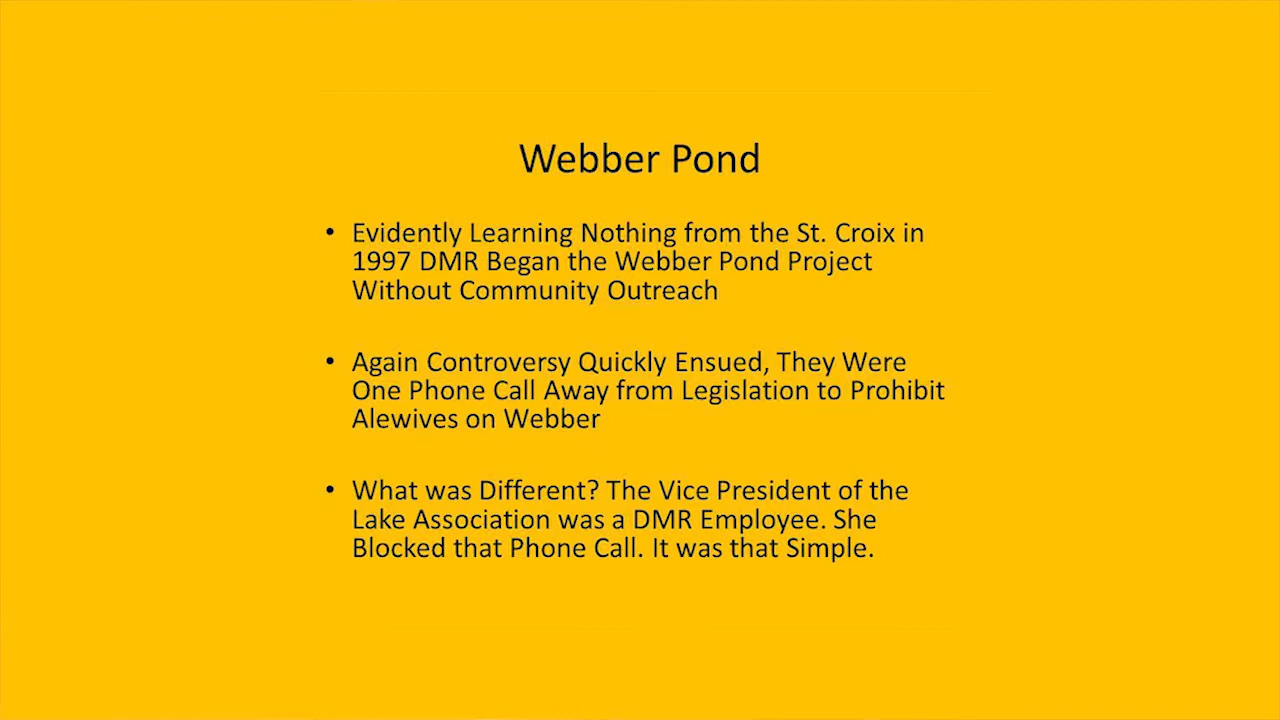 Webber Pond
• Evidently Learning Nothing from the St. Croix in
1997 DMR Began the Webber Pond Project
Without Community Outreach
• Again Controversy Quickly Ensued, They Were
One Phone Call Away from Legislation to Prohibit
Alewives on Webber
• What was Different? The Vice President of the
Lake Association was a DMR Employee. She
Blocked that Phone Call. It was that Simple.